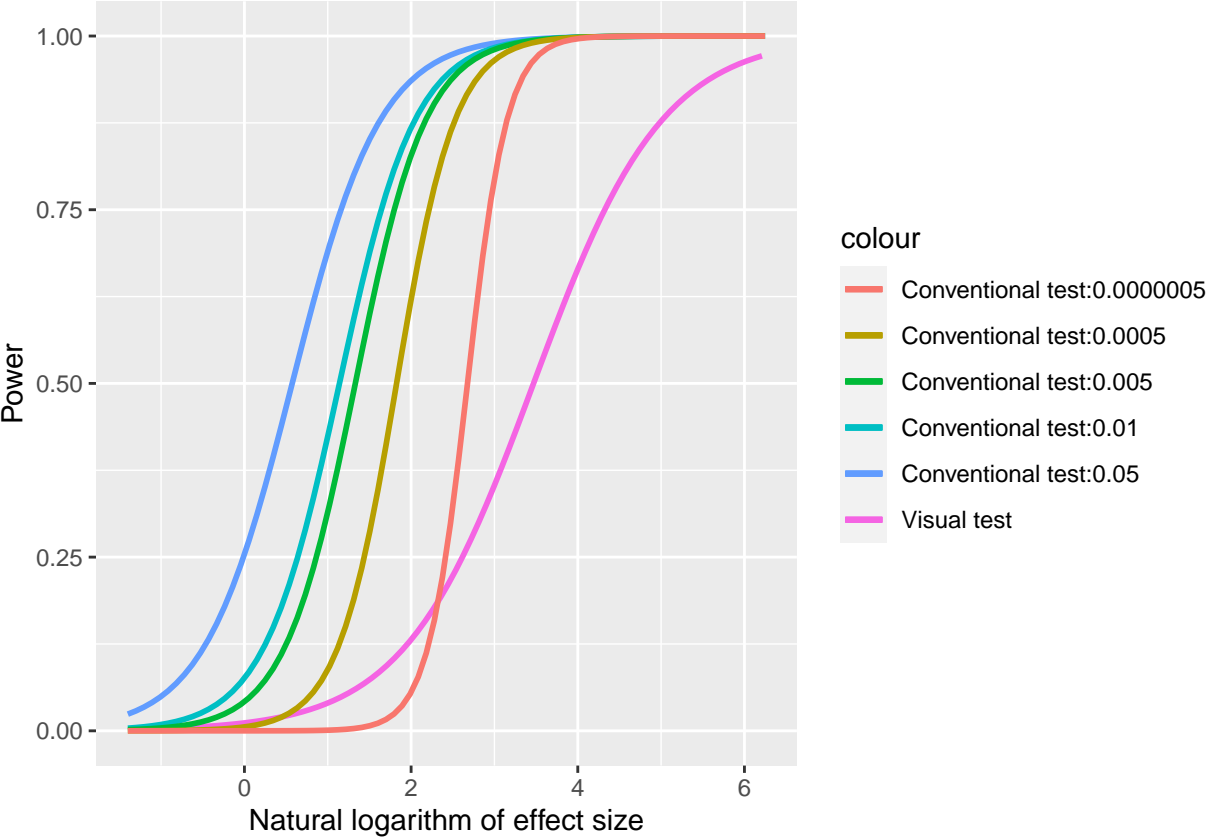 1.00
0.75
0.50
0.25
0.00
Power
0 2 4 6
Natural logarithm of effect size
colour
Conventional test:0.0000005
Conventional test:0.0005
Conventional test:0.005
Conventional test:0.01
Conventional test:0.05
Visual test